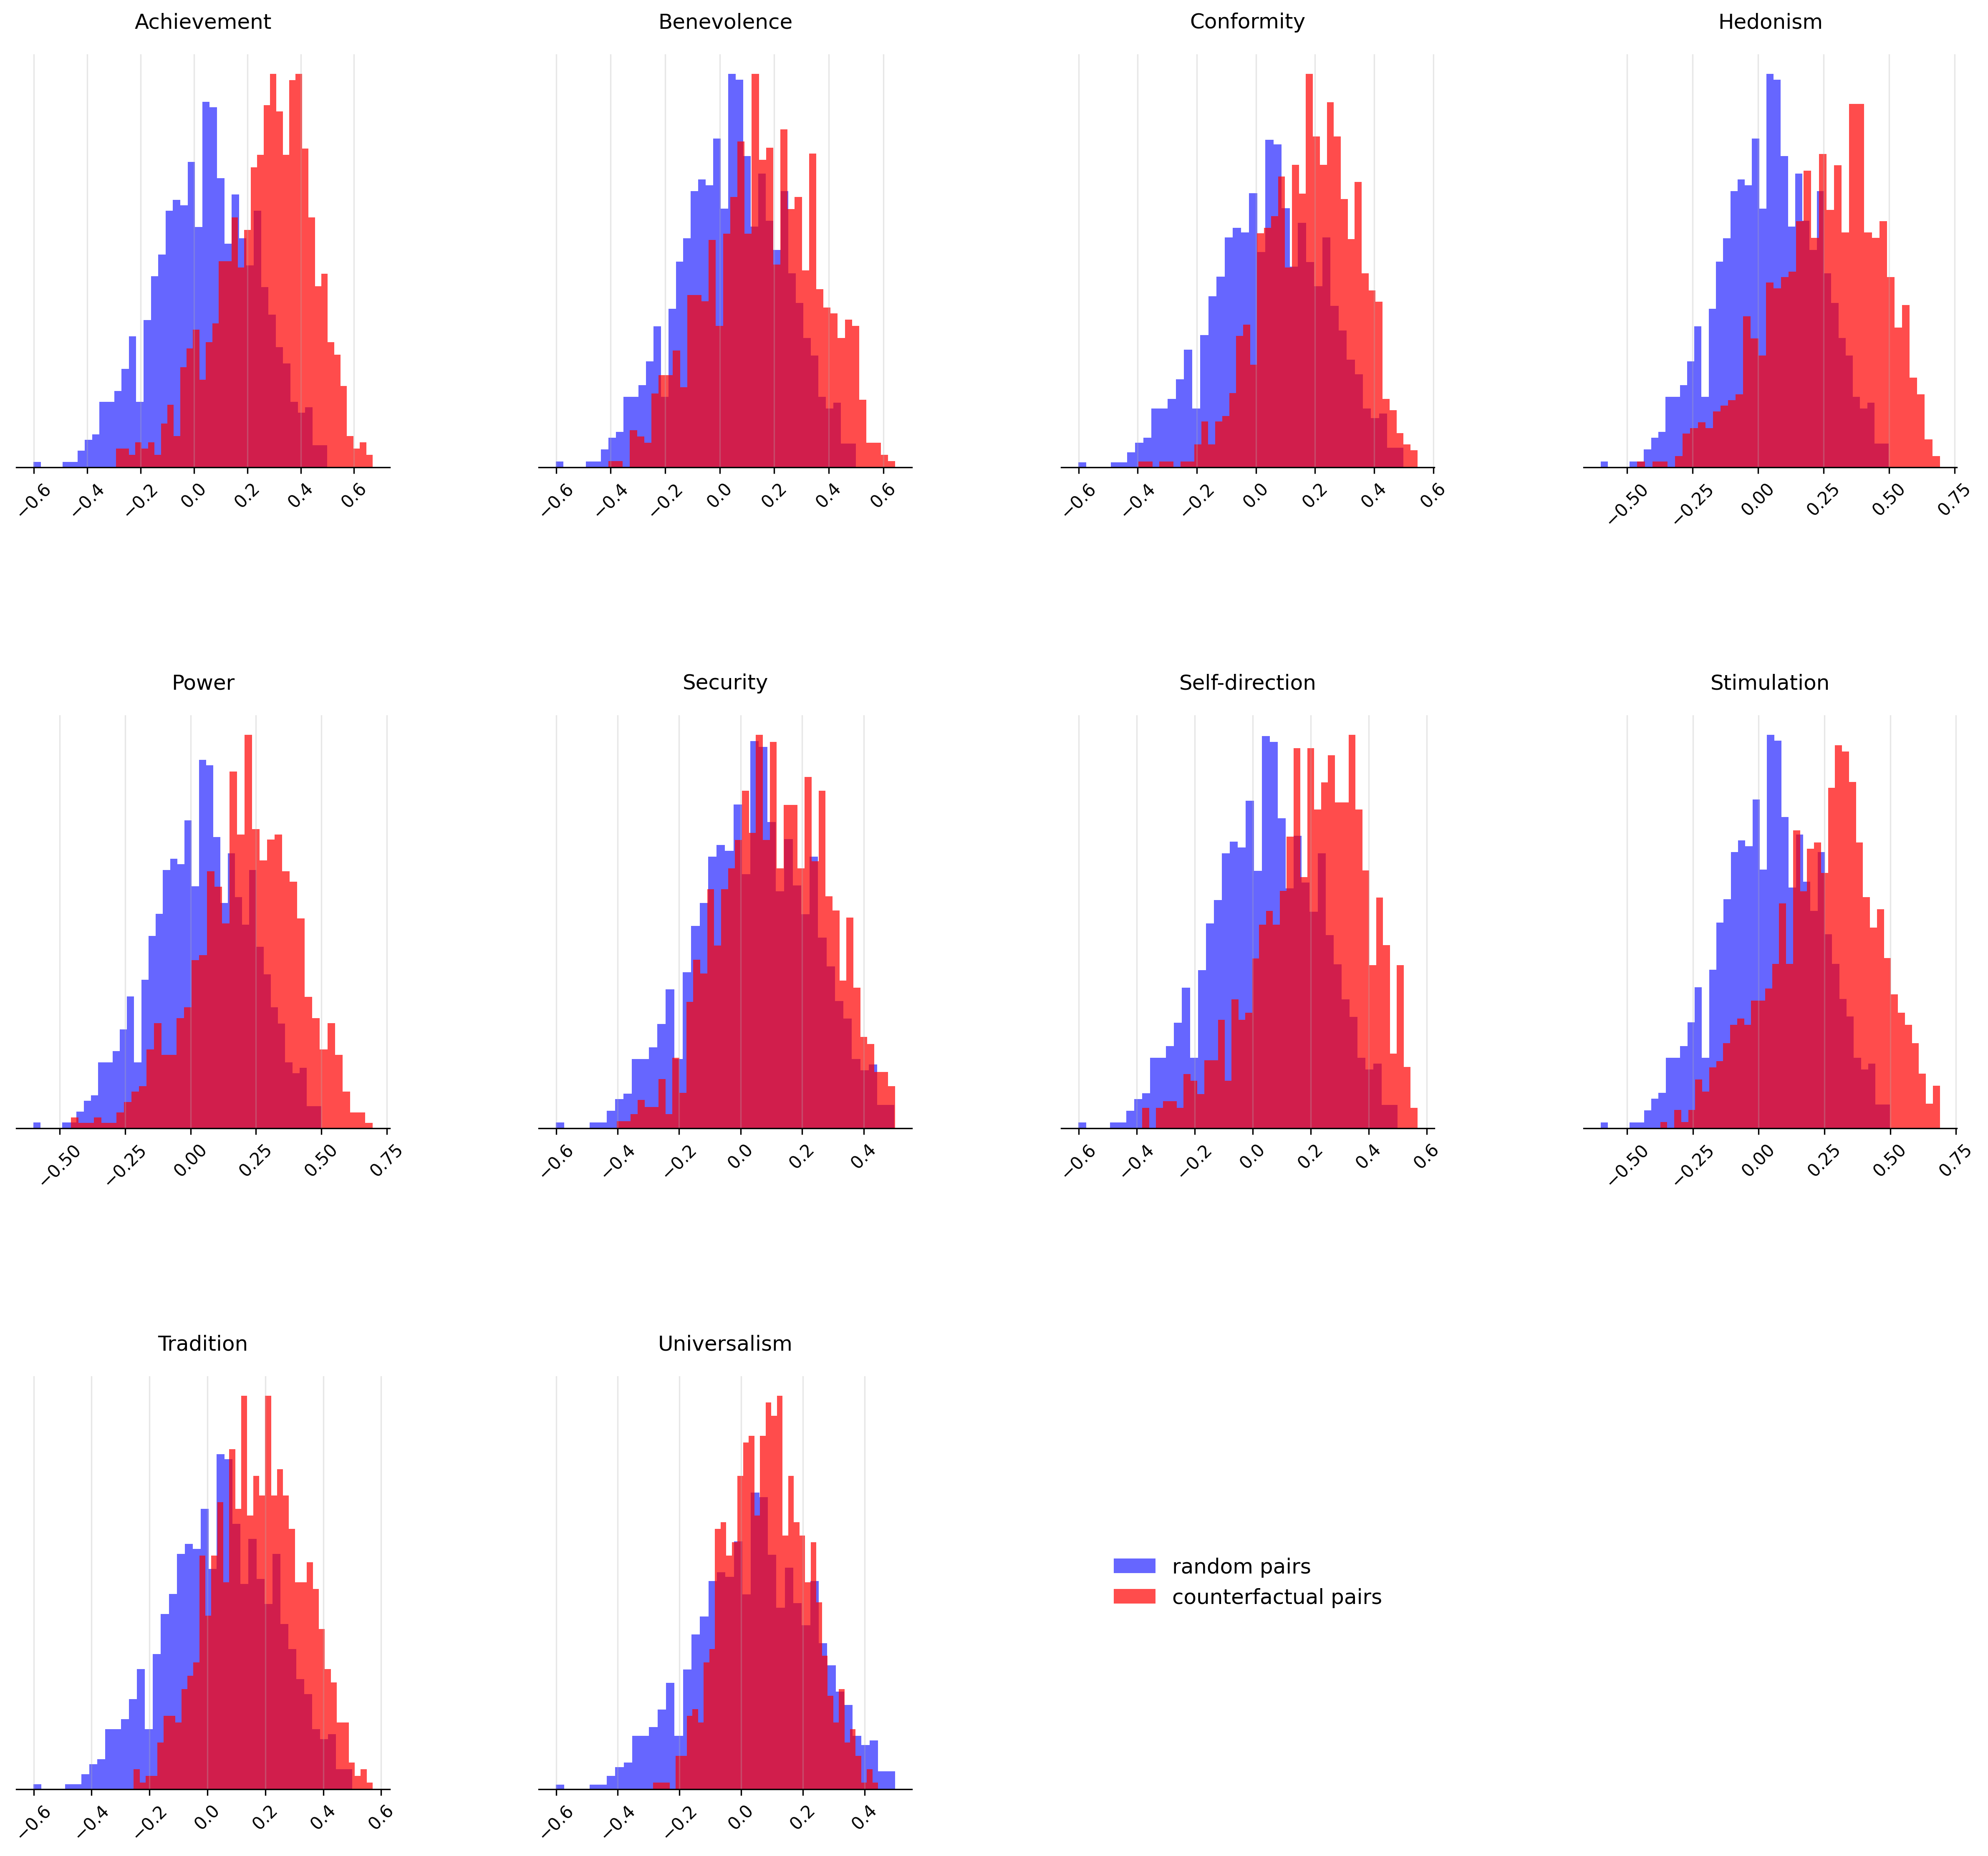 Achievement Benevolence Conformity Hedonism
−0.6 −0.4 −0.2 0.0 0.2 0.4 0.6 −0.6 −0.4 −0.2 0.0 0.2 0.4 0.6 −0.6 −0.4 −0.2 0.0 0.2 0.4 0.6 −0.50 −0.25 0.00 0.25 0.50 0.75
Power Security Self-direction Stimulation
−0.50 −0.25 0.00 0.25 0.50 0.75 −0.6 −0.4 −0.2 0.0 0.2 0.4 −0.6 −0.4 −0.2 0.0 0.2 0.4 0.6 −0.50 −0.25 0.00 0.25 0.50 0.75
Tradition Universalism
random pairs
counterfactual pairs
−0.6 −0.4 −0.2 0.0 0.2 0.4 0.6 −0.6 −0.4 −0.2 0.0 0.2 0.4